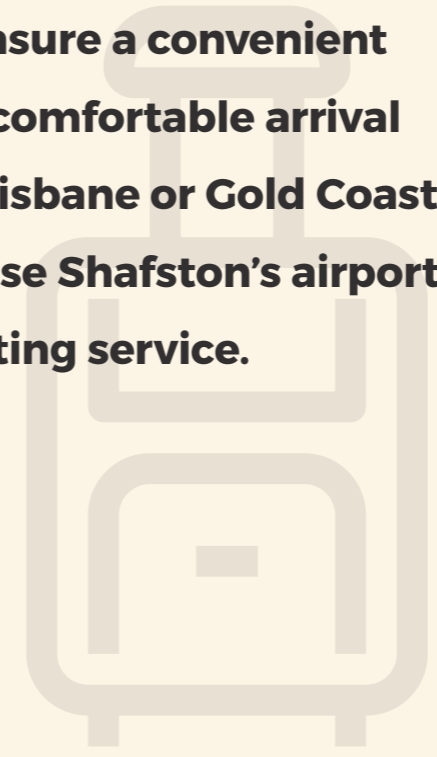 nsure a convenient
comfortable arrival
isbane or Gold Coast
se Shafston’s airport
ting service.